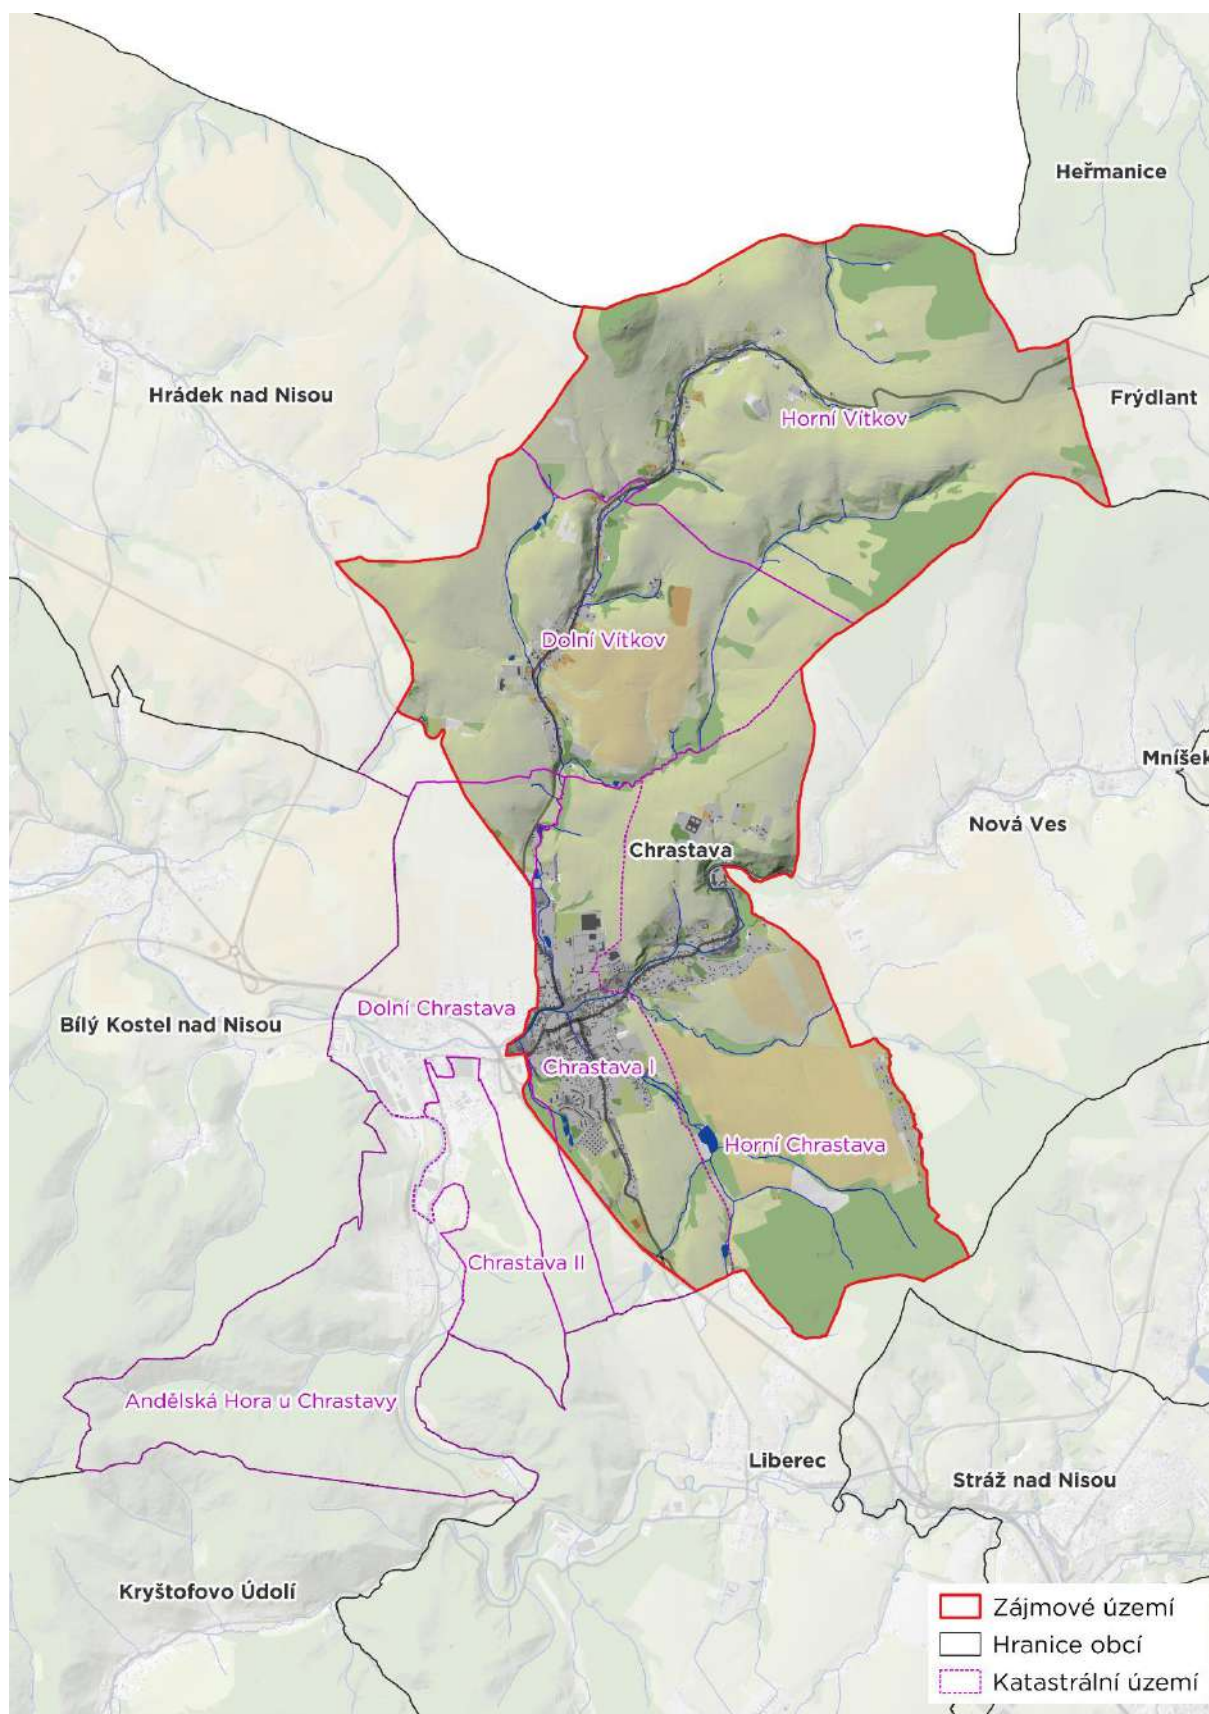 Heřmanice
Hrádek nad Nisou
Frýdlant
Horní Vítkov
Dolní Vítkov
Mníšek
Nová Ves
Chrastava
Dolní Chrastava
Bílý Kostel nad Nisou
Chrastava I
Horní Chrastava
Chrastava II
Andělská Hora u Chrastavy
Liberec
Stráž nad Nisou
Kryštofovo Údolí
Zájmové území
Hranice obcí
Katastrální území